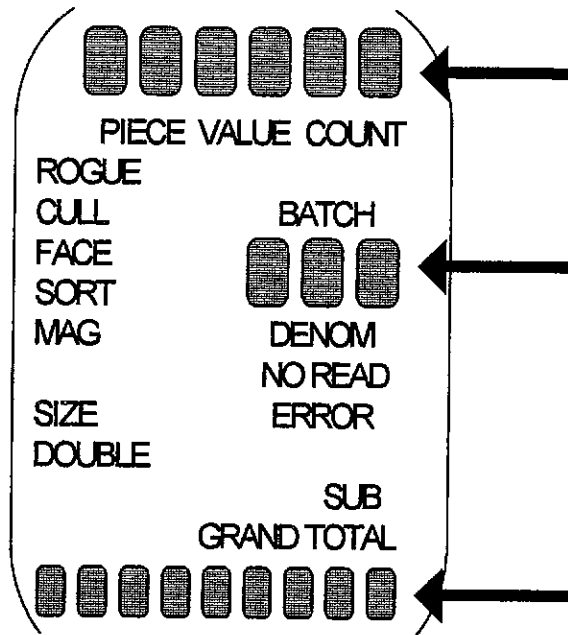 PIECE VALUE COUNT
ROGUE
CULL BATCH
FACE
SORT
MAG DENOM
NO READ
SIZE ERROR
DOUBLE
SUB
GRAND TOTAL